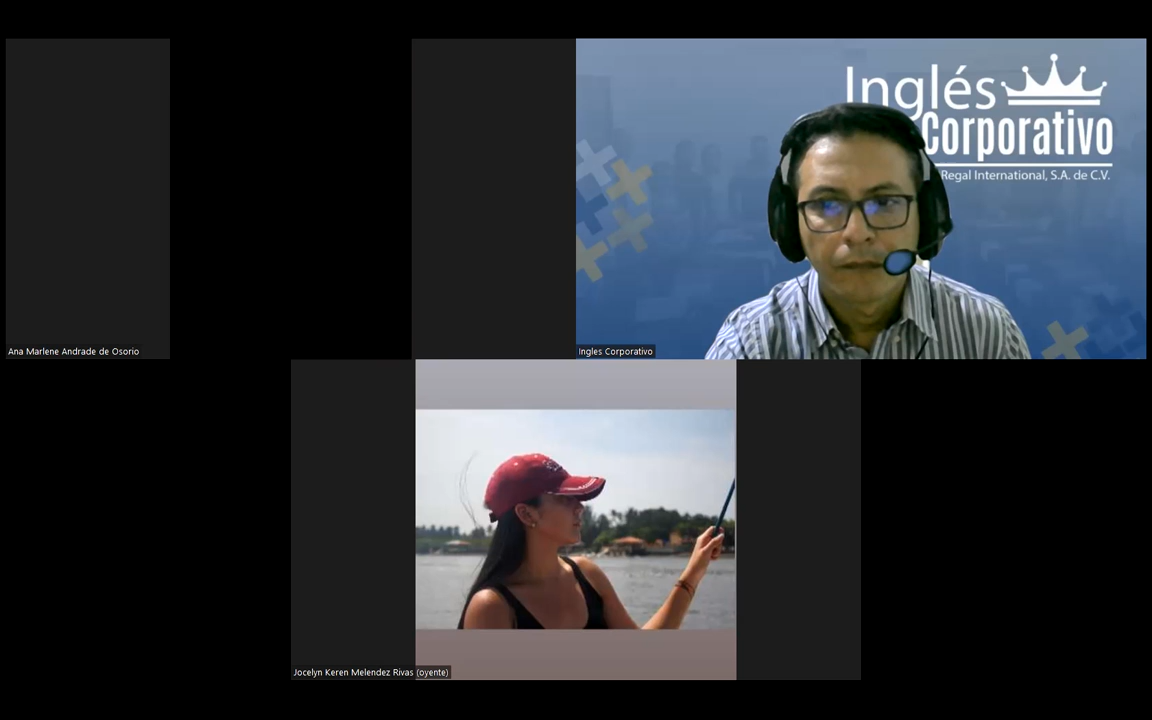 Inglés
Corporativo
Regal International, S.A. de C.V.
Ana Marlene Andrade de Osorio
Ingles Corporativo
Jocelyn Keren Melendez Rivas (oyente)